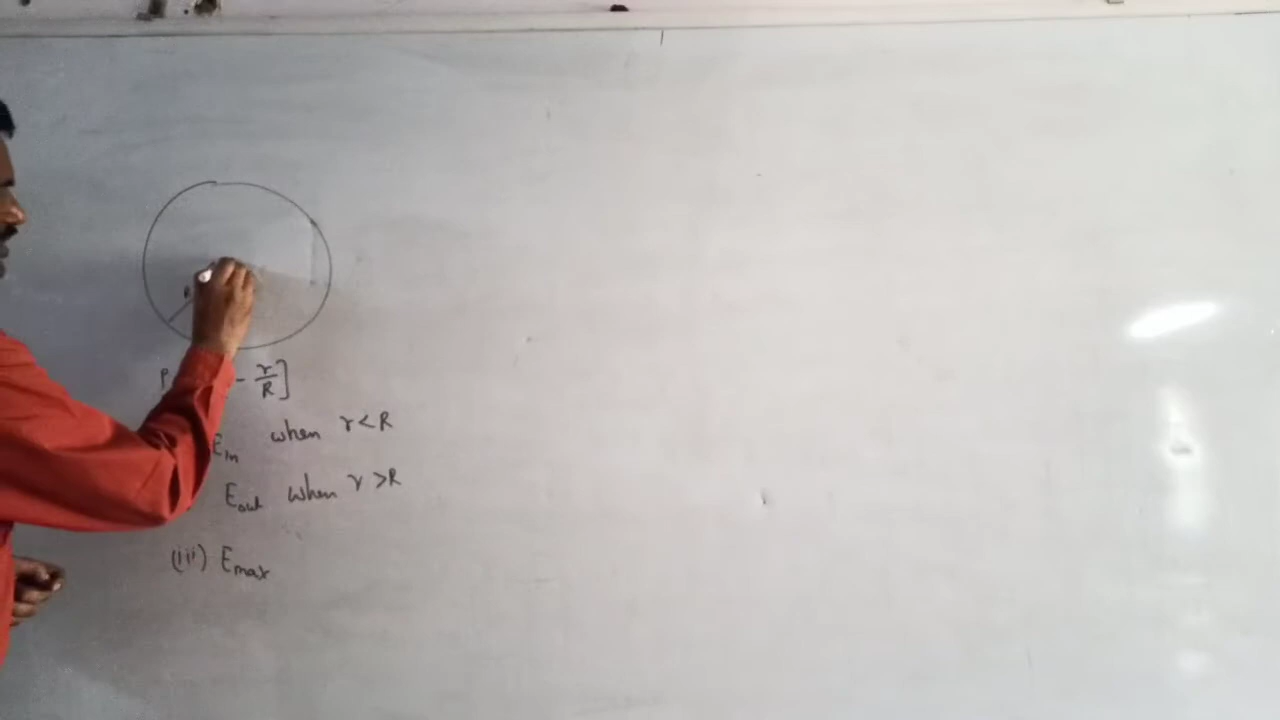 - r/R]
Ein when r<R
Eout when r >R
(iii) Emax